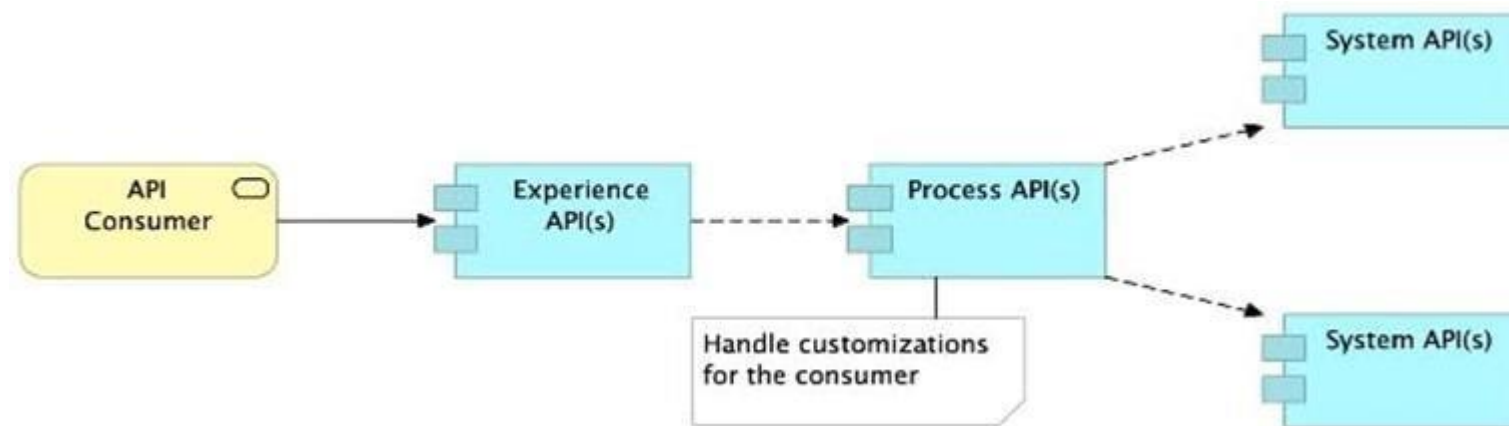 API
Consumer
Experience
API(s)
Process API(s)
System API(s)
Handle customizations
for the consumer
System API(s)